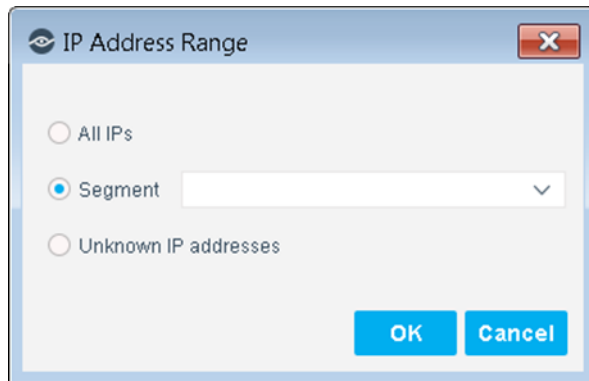 IP Address Range
All IPs
Segment
Unknown IP addresses
OK Cancel